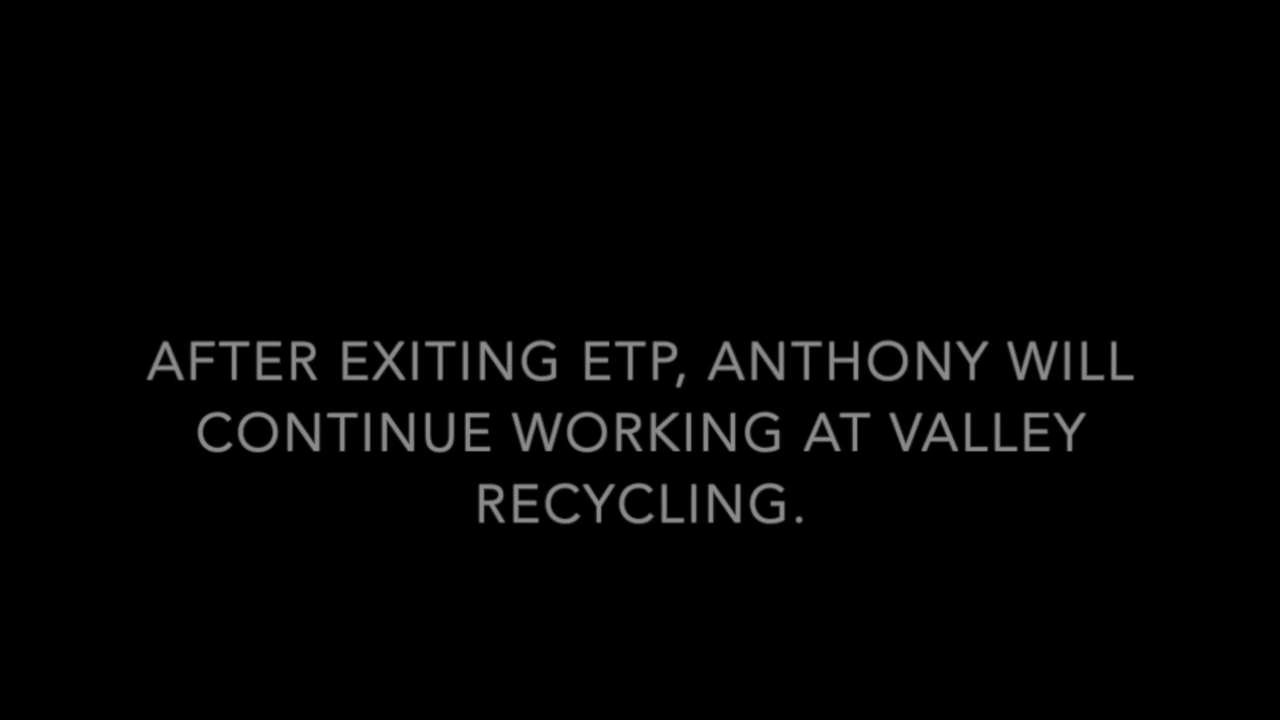 AFTER EXITING ETP, ANTHONY WILL
CONTINUE WORKING AT VALLEY
RECYCLING.